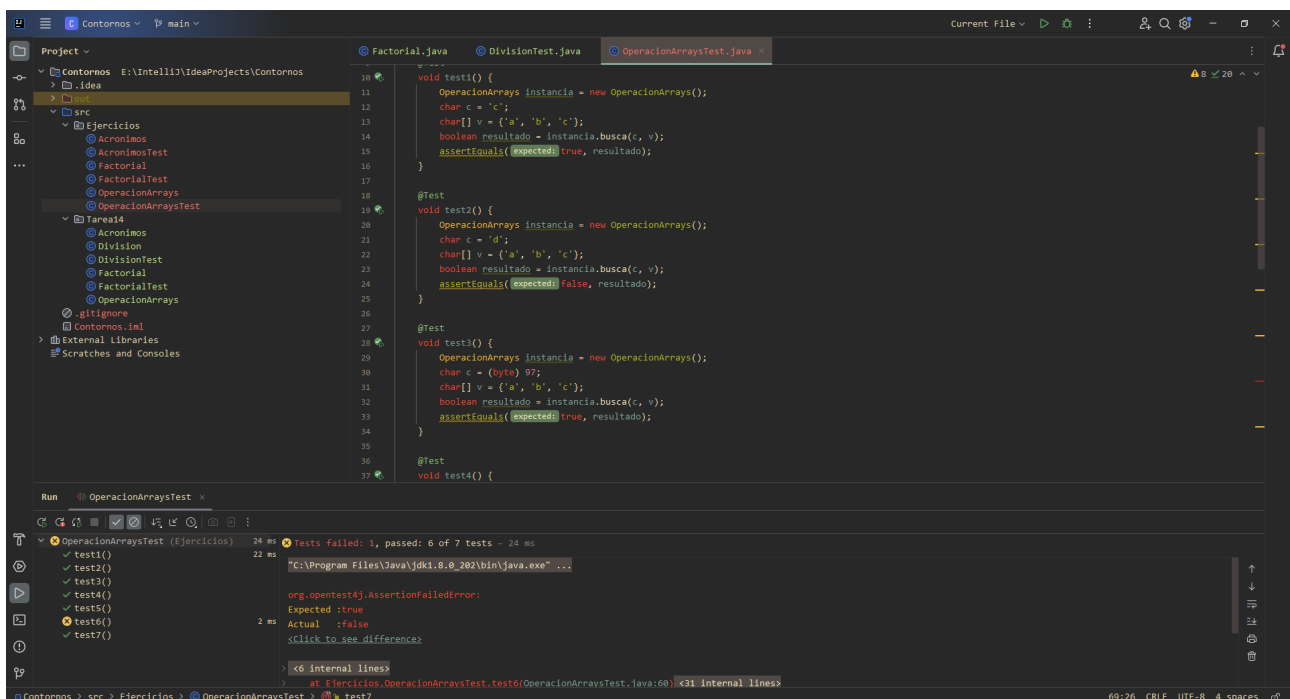 Contornos main Current File
Project
Factorial.java DivisionTest.java OperacionArraysTest.java
Contornos E:\IntelliJ\IdeaProjects\Contornos
.idea
out
src
Ejercicios
Acronimos
AcronimosTest
Factorial
FactorialTest
OperacionArrays
OperacionArraysTest
Tarea14
Acronimos
Division
DivisionTest
Factorial
FactorialTest
OperacionArrays
.gitignore
Contornos.iml
External Libraries
Scratches and Consoles
8 20
10 void test1() {
11 OperacionArrays instancia = new OperacionArrays();
12 char c = 'c';
13 char[] v = {'a', 'b', 'c'};
14 boolean resultado = instancia.busca(c, v);
15 assertEquals( expected: true, resultado);
16 }
17
18 @Test
19 void test2() {
20 OperacionArrays instancia = new OperacionArrays();
21 char c = 'd';
22 char[] v = {'a', 'b', 'c'};
23 boolean resultado = instancia.busca(c, v);
24 assertEquals( expected: false, resultado);
25 }
26
27 @Test
28 void test3() {
29 OperacionArrays instancia = new OperacionArrays();
30 char c = (byte) 97;
31 char[] v = {'a', 'b', 'c'};
32 boolean resultado = instancia.busca(c, v);
33 assertEquals( expected: true, resultado);
34 }
35
36 @Test
37 void test4() {
Run OperacionArraysTest
OperacionArraysTest (Ejercicios) 24 ms
test1() 22 ms
test2()
test3()
test4()
test5()
test6() 2 ms
test7()
Tests failed: 1, passed: 6 of 7 tests – 24 ms
"C:\Program Files\Java\jdk1.8.0_202\bin\java.exe" ...
org.opentest4j.AssertionFailedError:
Expected :true
Actual :false
<Click to see difference>
<6 internal lines>
at Ejercicios.OperacionArraysTest.test6(OperacionArraysTest.java:60) <31 internal lines>
Contornos > src > Ejercicios > OperacionArraysTest > test7 69:26 CRLF UTF-8 4 spaces